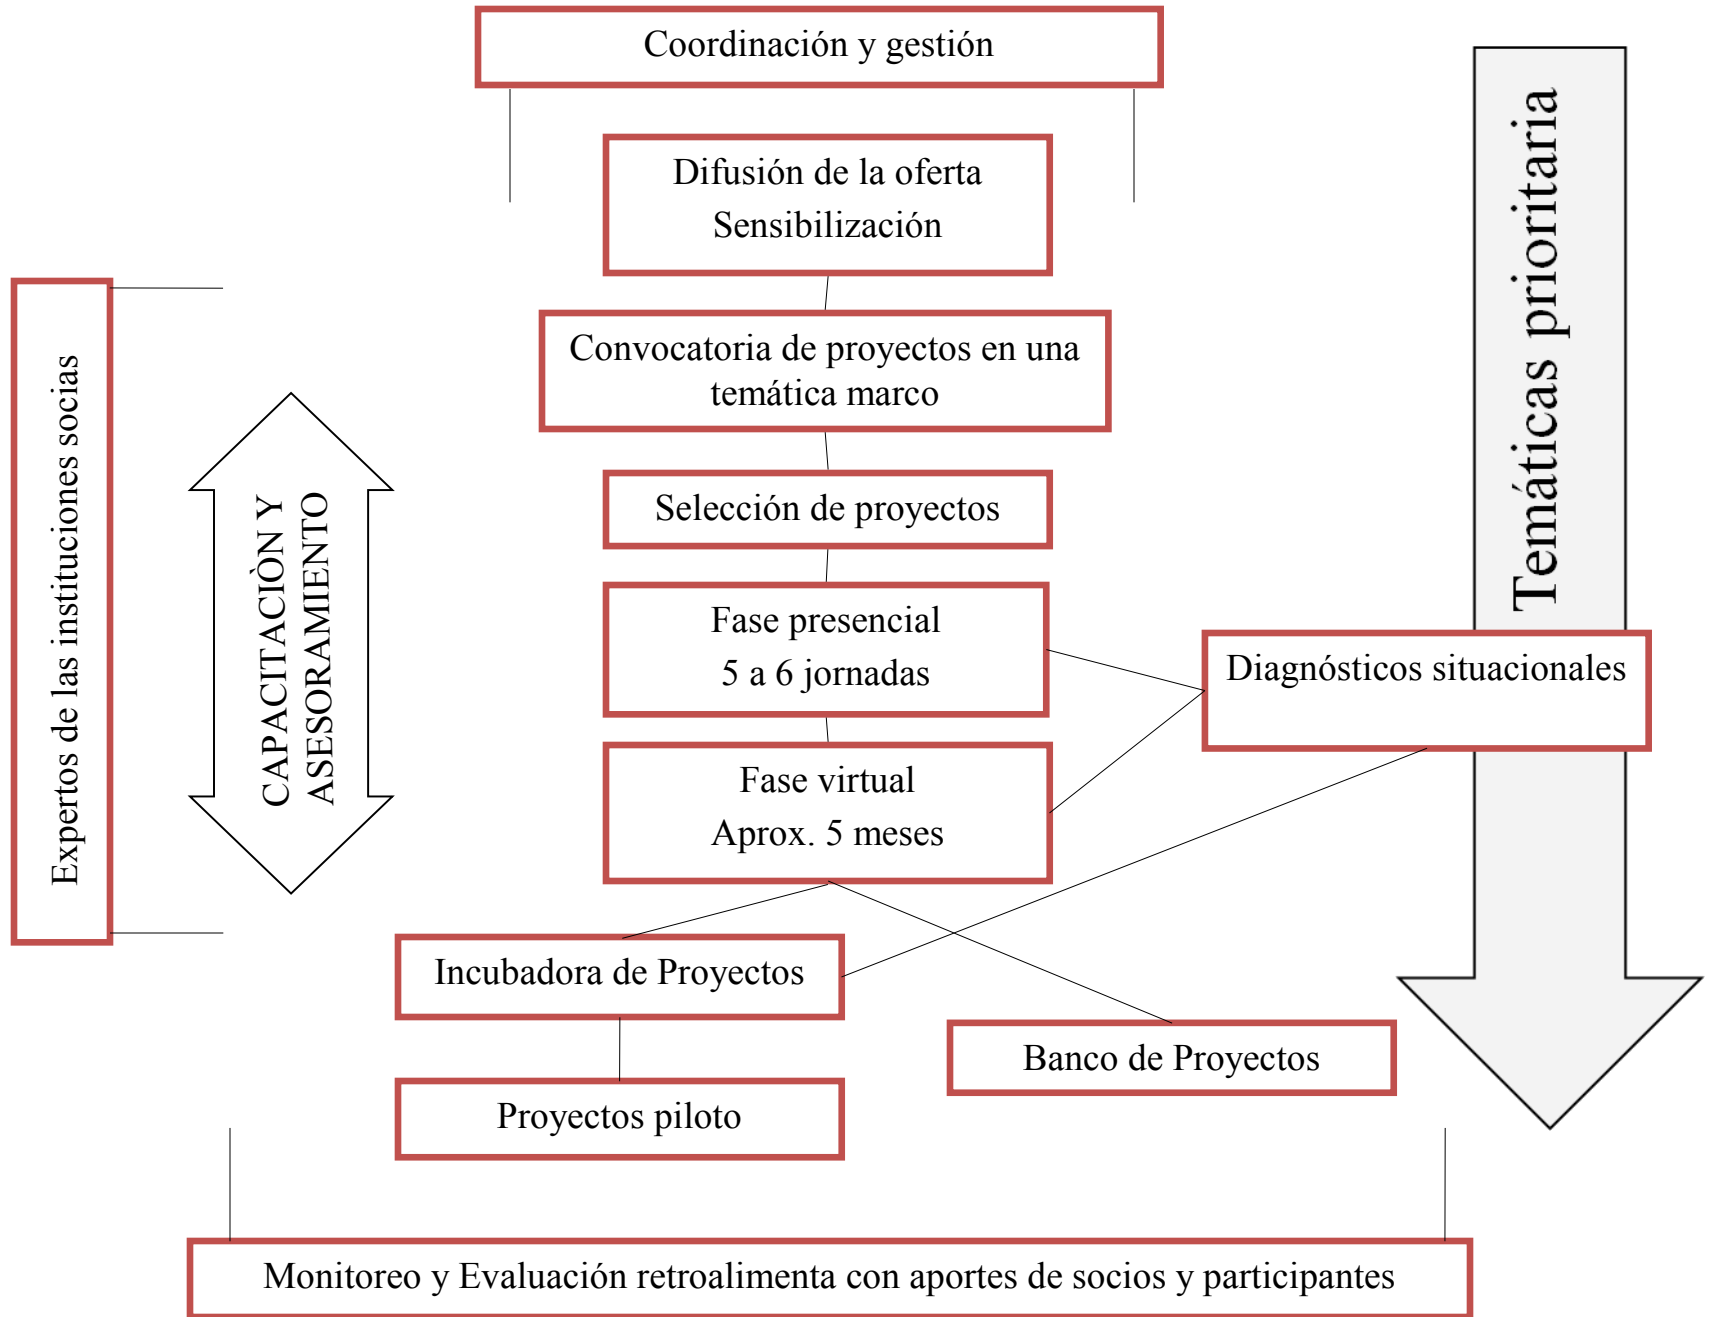 Coordinación y gestión
Difusión de la oferta
Sensibilización
Convocatoria de proyectos en una
temática marco
Selección de proyectos
Fase presencial
5 a 6 jornadas
Fase virtual
Aprox. 5 meses
Diagnósticos situacionales
Incubadora de Proyectos
Banco de Proyectos
Proyectos piloto
Monitoreo y Evaluación retroalimenta con aportes de socios y participantes
Expertos de las instituciones socias
CAPACITACIÒN Y
ASESORAMIENTO
Temáticas prioritaria